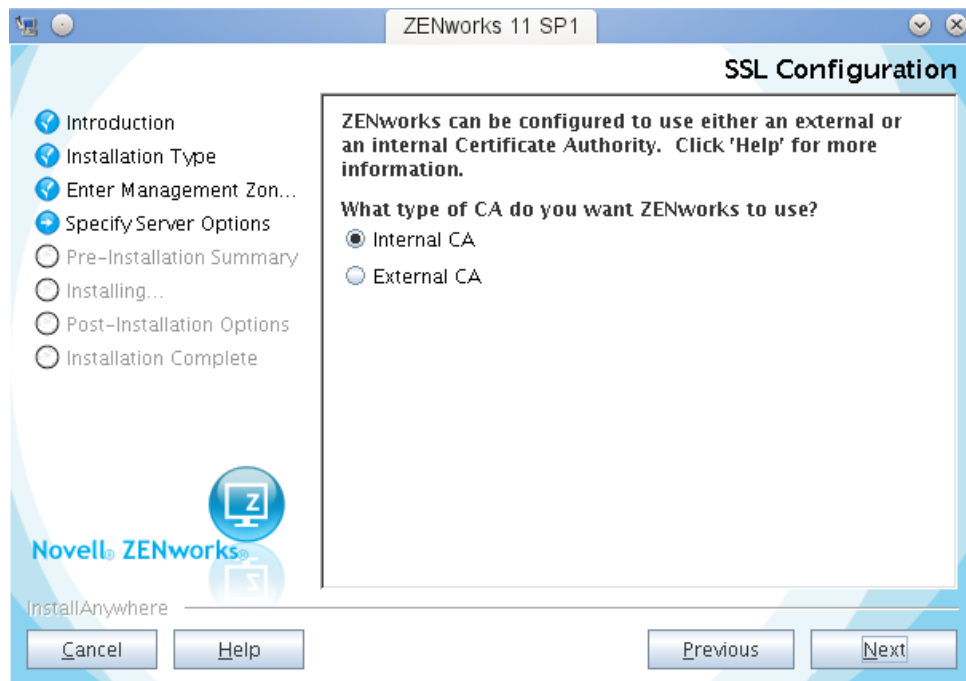 ZENworks 11 SP1
SSL Configuration
Introduction
Installation Type
Enter Management Zon...
Specify Server Options
Pre-Installation Summary
Installing...
Post-Installation Options
Installation Complete
ZENworks can be configured to use either an external or
an internal Certificate Authority. Click 'Help' for more
information.
What type of CA do you want ZENworks to use?
Internal CA
External CA
Z
Novell® ZENworks®
InstallAnywhere
Cancel
Help
Previous
Next